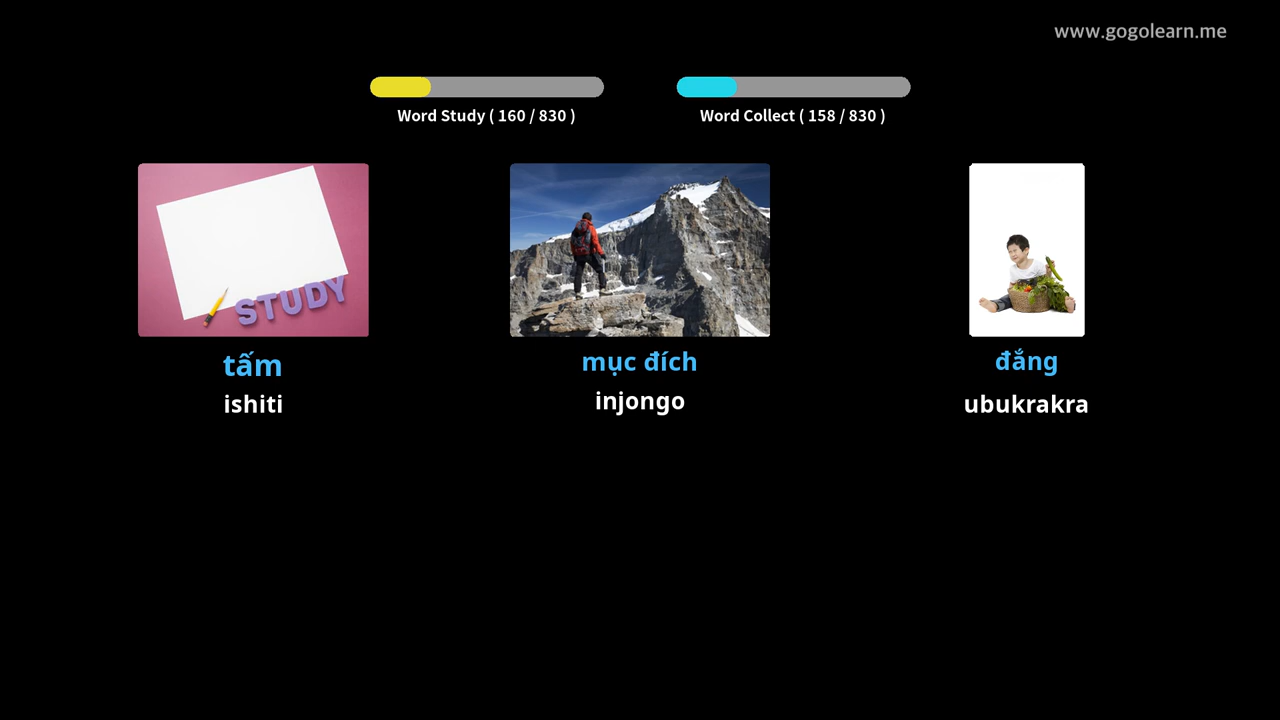 www.gogolearn.me
Word Study ( 160 / 830 )
Word Collect ( 158 / 830 )
STUDY
tấm
ishiti
mục đích
injongo
đắng
ubukrakra